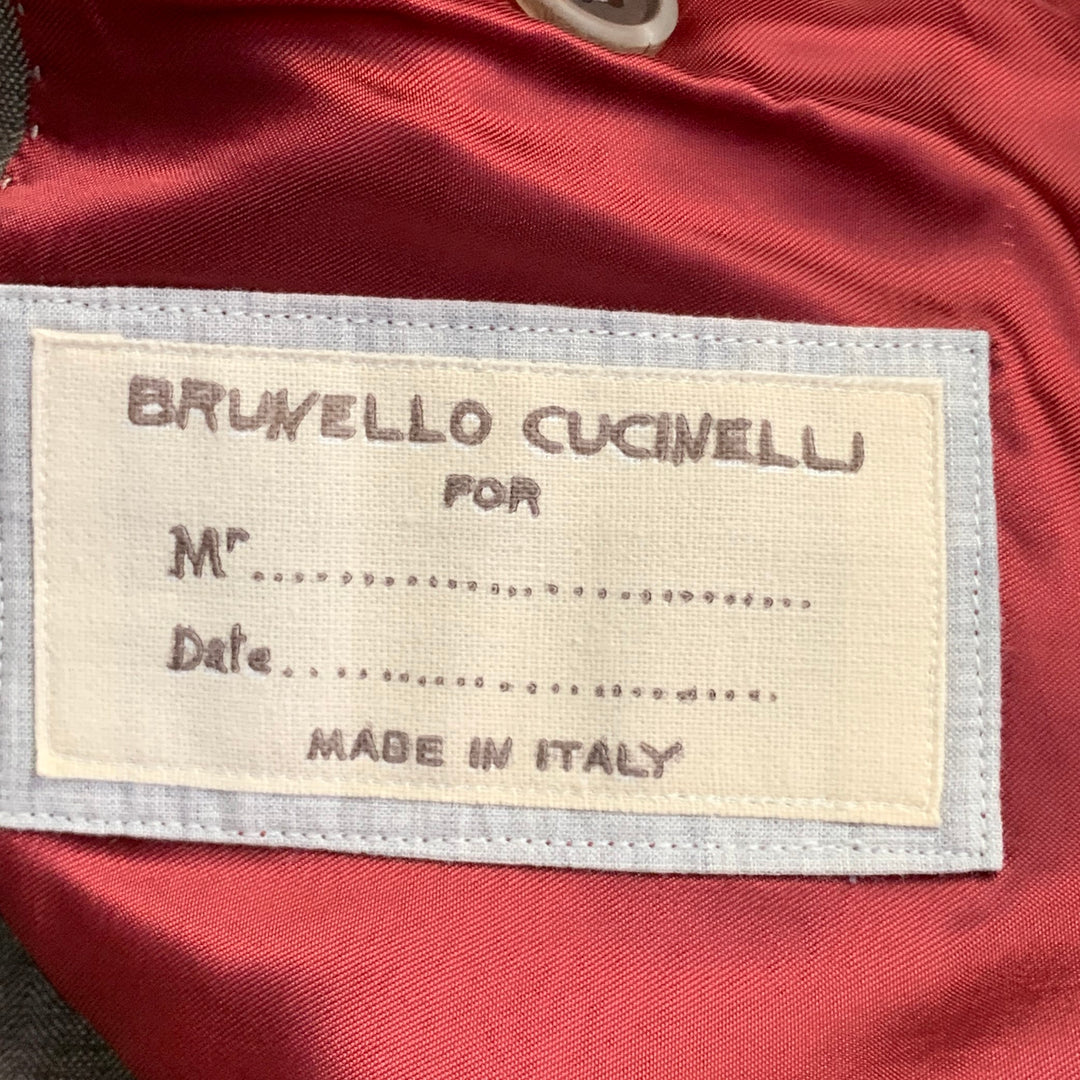 BRUNELLO CUCINELLI
FOR
Mr..............................
Date..............................
MADE IN ITALY